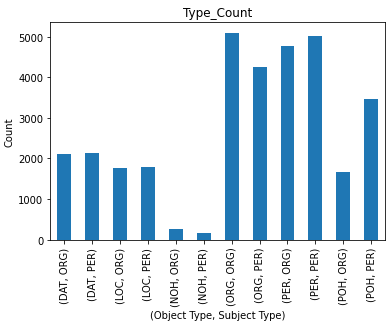 Type_Count
5000
4000
3000
2000
1000
0
Count
(DAT, ORG)
(DAT, PER)
(LOC, ORG)
(LOC, PER)
(NOH, ORG)
(NOH, PER)
(ORG, ORG)
(ORG, PER)
(PER, ORG)
(PER, PER)
(POH, ORG)
(POH, PER)
(Object Type, Subject Type)